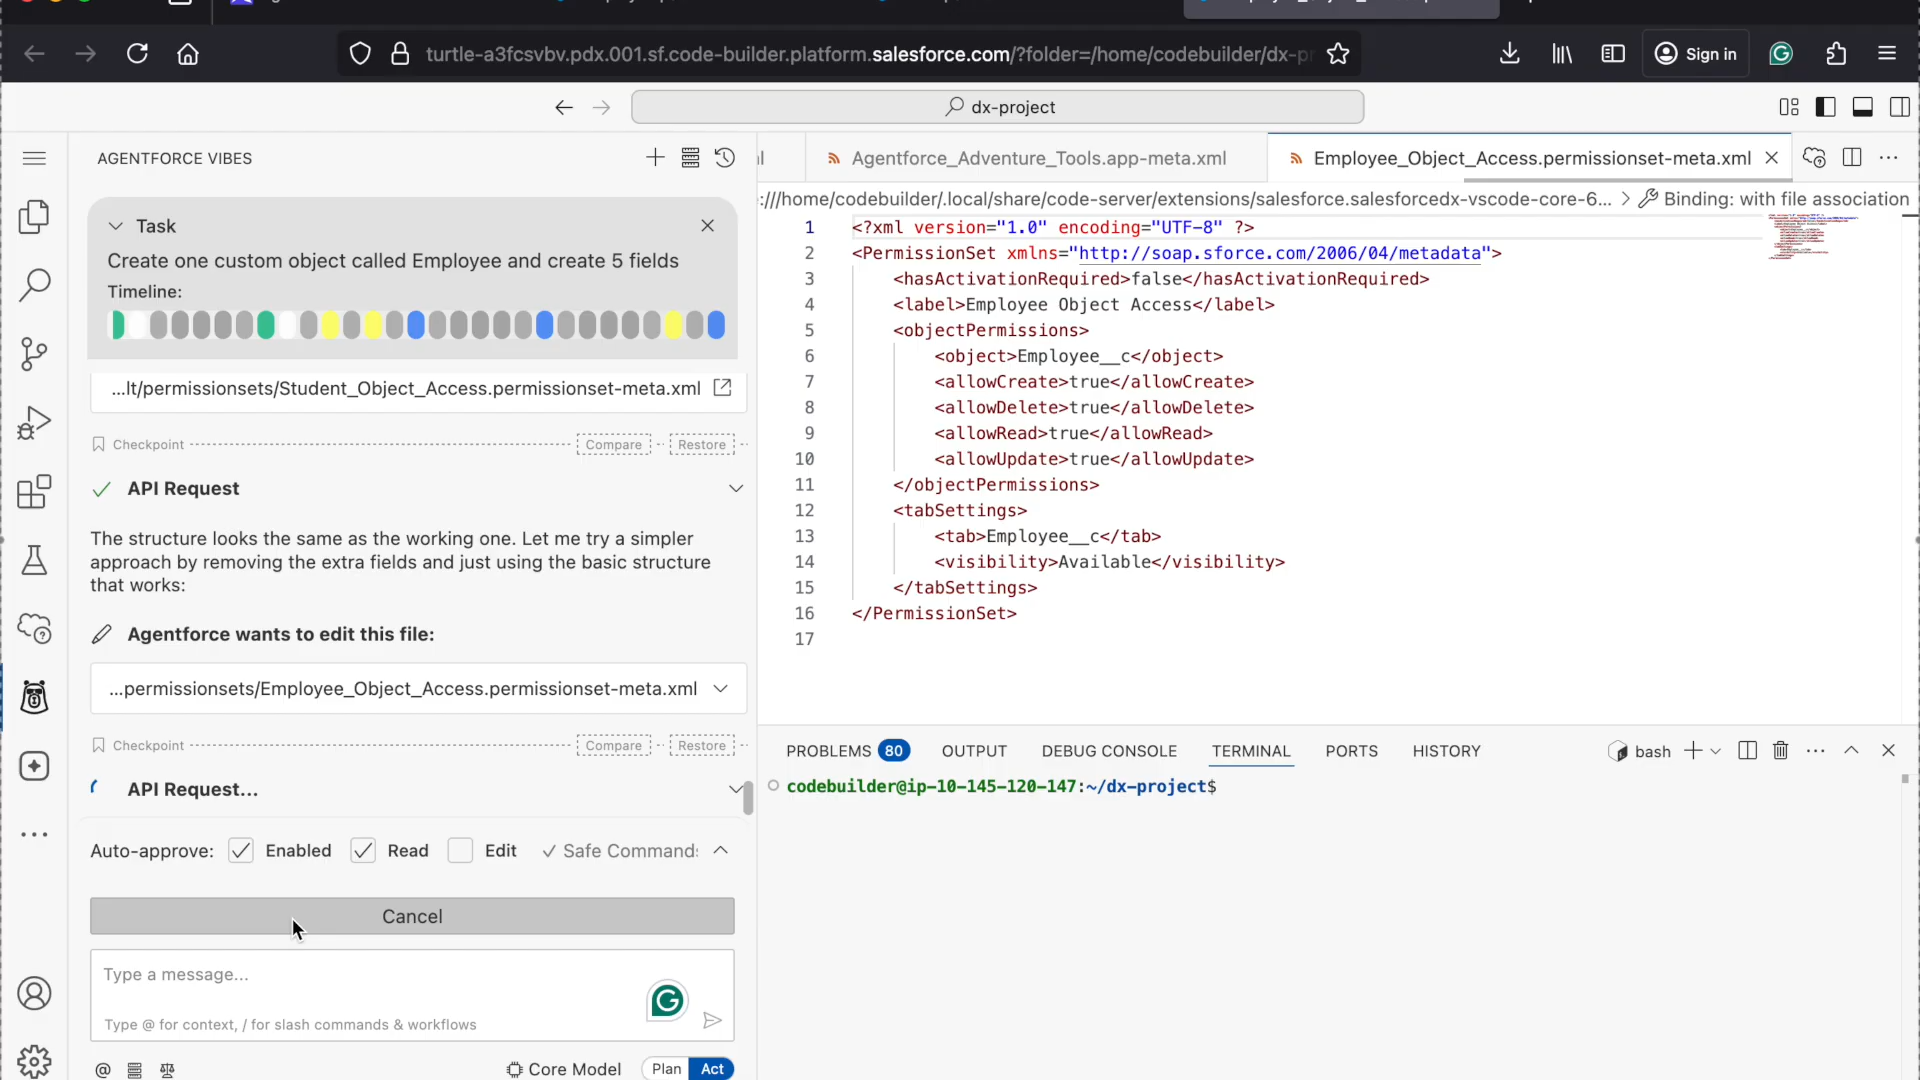 turtle-a3fcsvbv.pdx.001.sf.code-builder.platform.salesforce.com/?folder=/home/codebuilder/dx-pr
Sign in
dx-project
AGENTFORCE VIBES
Agentforce_Adventure_Tools.app-meta.xml
Employee_Object_Access.permissionset-meta.xml
:///home/codebuilder/.local/share/code-server/extensions/salesforce.salesforcedx-vscode-core-6... > Binding: with file association
Task
Create one custom object called Employee and create 5 fields
Timeline:
...lt/permissionsets/Student_Object_Access.permissionset-meta.xml
Checkpoint Compare Restore
API Request
The structure looks the same as the working one. Let me try a simpler
approach by removing the extra fields and just using the basic structure
that works:
Agentforce wants to edit this file:
...permissionsets/Employee_Object_Access.permissionset-meta.xml
Checkpoint Compare Restore
API Request...
Auto-approve: Enabled Read Edit Safe Command
Cancel
Type a message...
Type @ for context, / for slash commands & workflows
@ Core Model Plan Act
1 <?xml version="1.0" encoding="UTF-8" ?>
2 <PermissionSet xmlns="http://soap.sforce.com/2006/04/metadata">
3 <hasActivationRequired>false</hasActivationRequired>
4 <label>Employee Object Access</label>
5 <objectPermissions>
6 <object>Employee__c</object>
7 <allowCreate>true</allowCreate>
8 <allowDelete>true</allowDelete>
9 <allowRead>true</allowRead>
10 <allowUpdate>true</allowUpdate>
11 </objectPermissions>
12 <tabSettings>
13 <tab>Employee__c</tab>
14 <visibility>Available</visibility>
15 </tabSettings>
16 </PermissionSet>
17
PROBLEMS 80 OUTPUT DEBUG CONSOLE TERMINAL PORTS HISTORY bash
codebuilder@ip-10-145-120-147:~/dx-project$